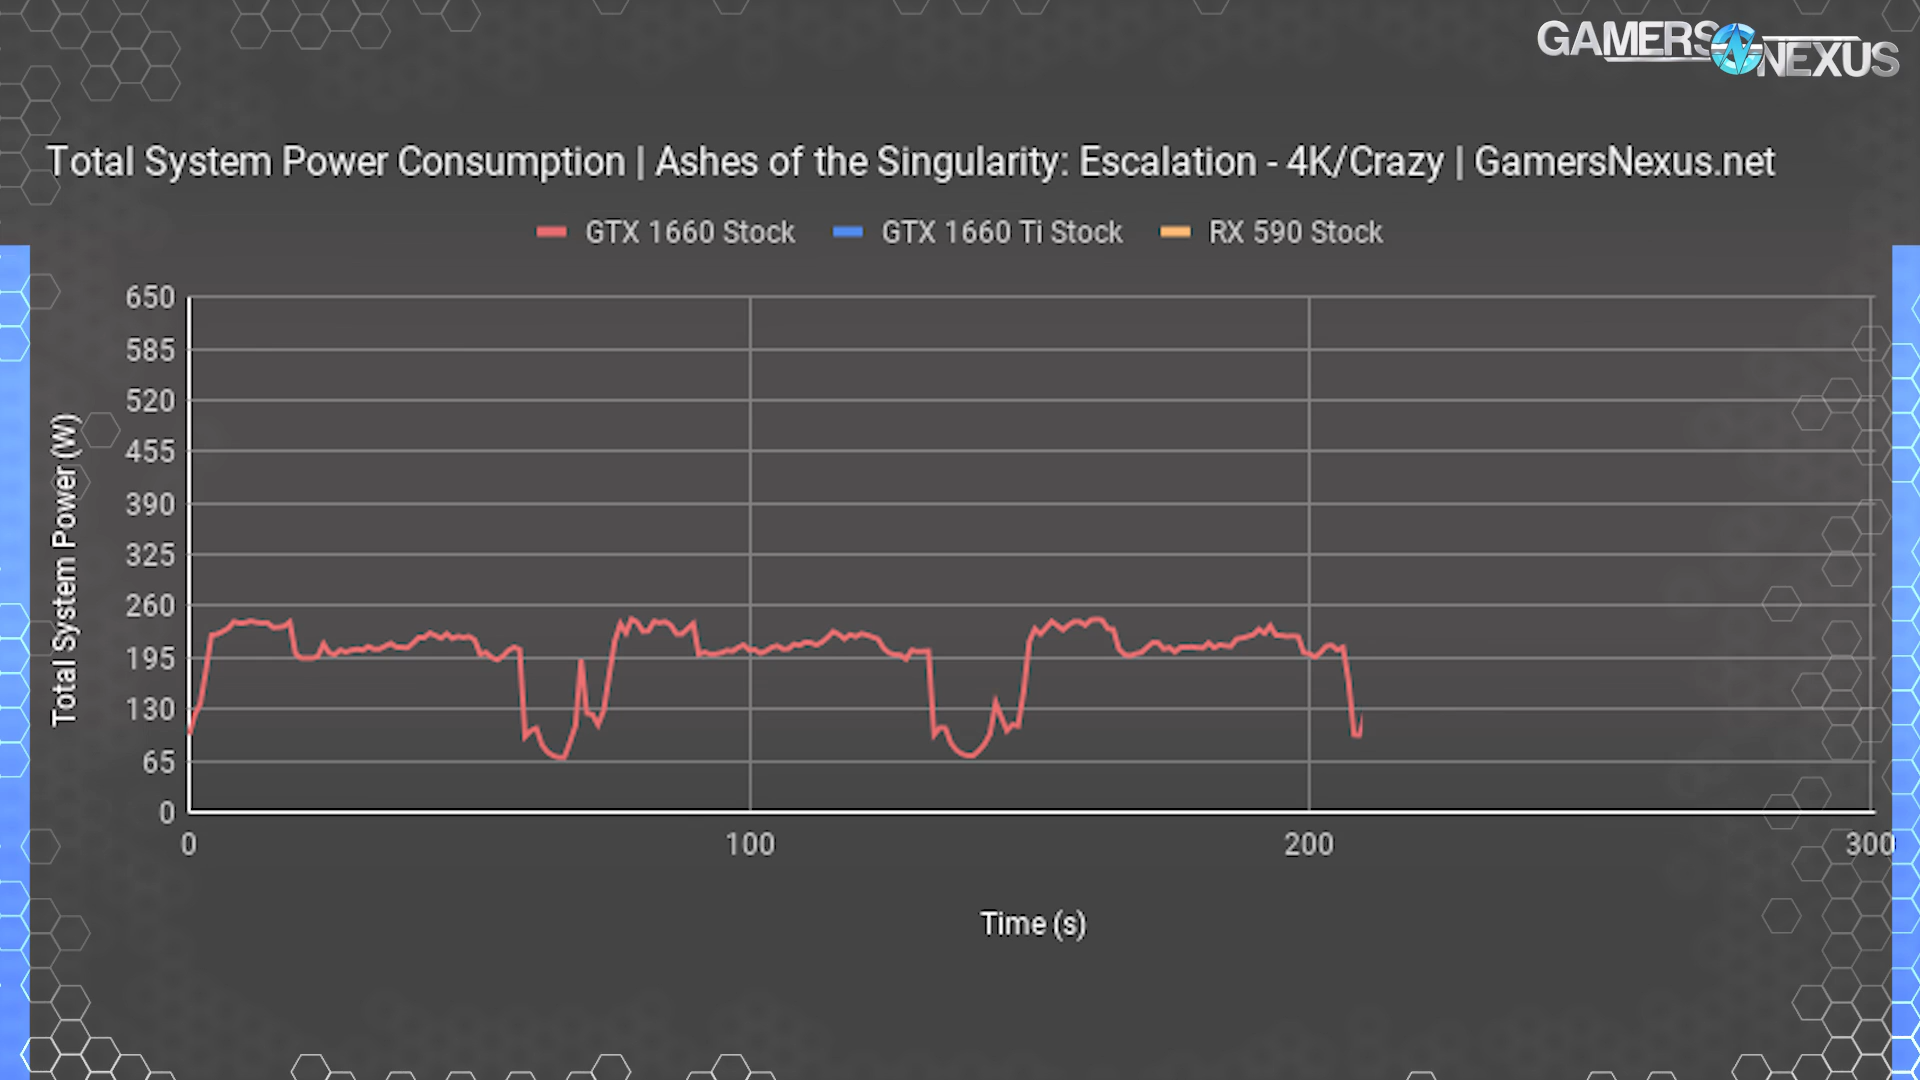 GAMERS NEXUS
Total System Power Consumption | Ashes of the Singularity: Escalation - 4K/Crazy | GamersNexus.net
GTX 1660 Stock
GTX 1660 Ti Stock
RX 590 Stock
Total System Power (W)
650
585
520
455
390
325
260
195
130
65
0
0
100
200
300
Time (s)